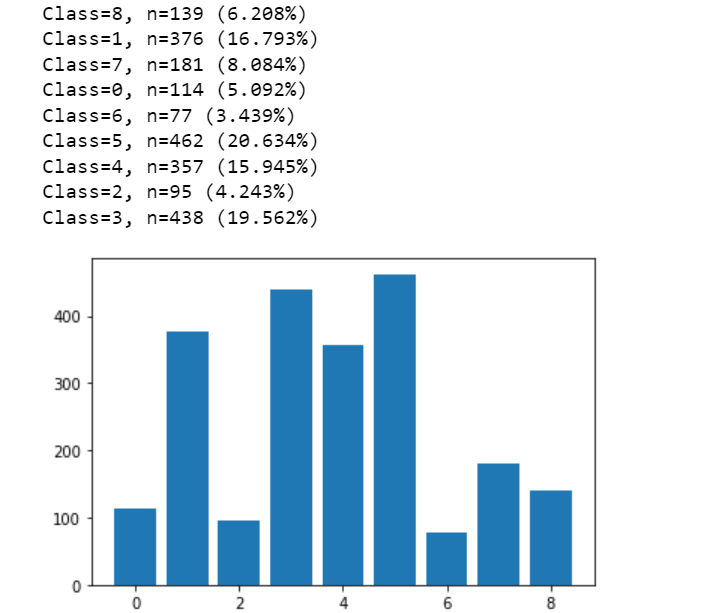 Class=8, n=139 (6.208%)
Class=1, n=376 (16.793%)
Class=7, n=181 (8.084%)
Class=0, n=114 (5.092%)
Class=6, n=77 (3.439%)
Class=5, n=462 (20.634%)
Class=4, n=357 (15.945%)
Class=2, n=95 (4.243%)
Class=3, n=438 (19.562%)
400
300
200
100
0
0 2 4 6 8